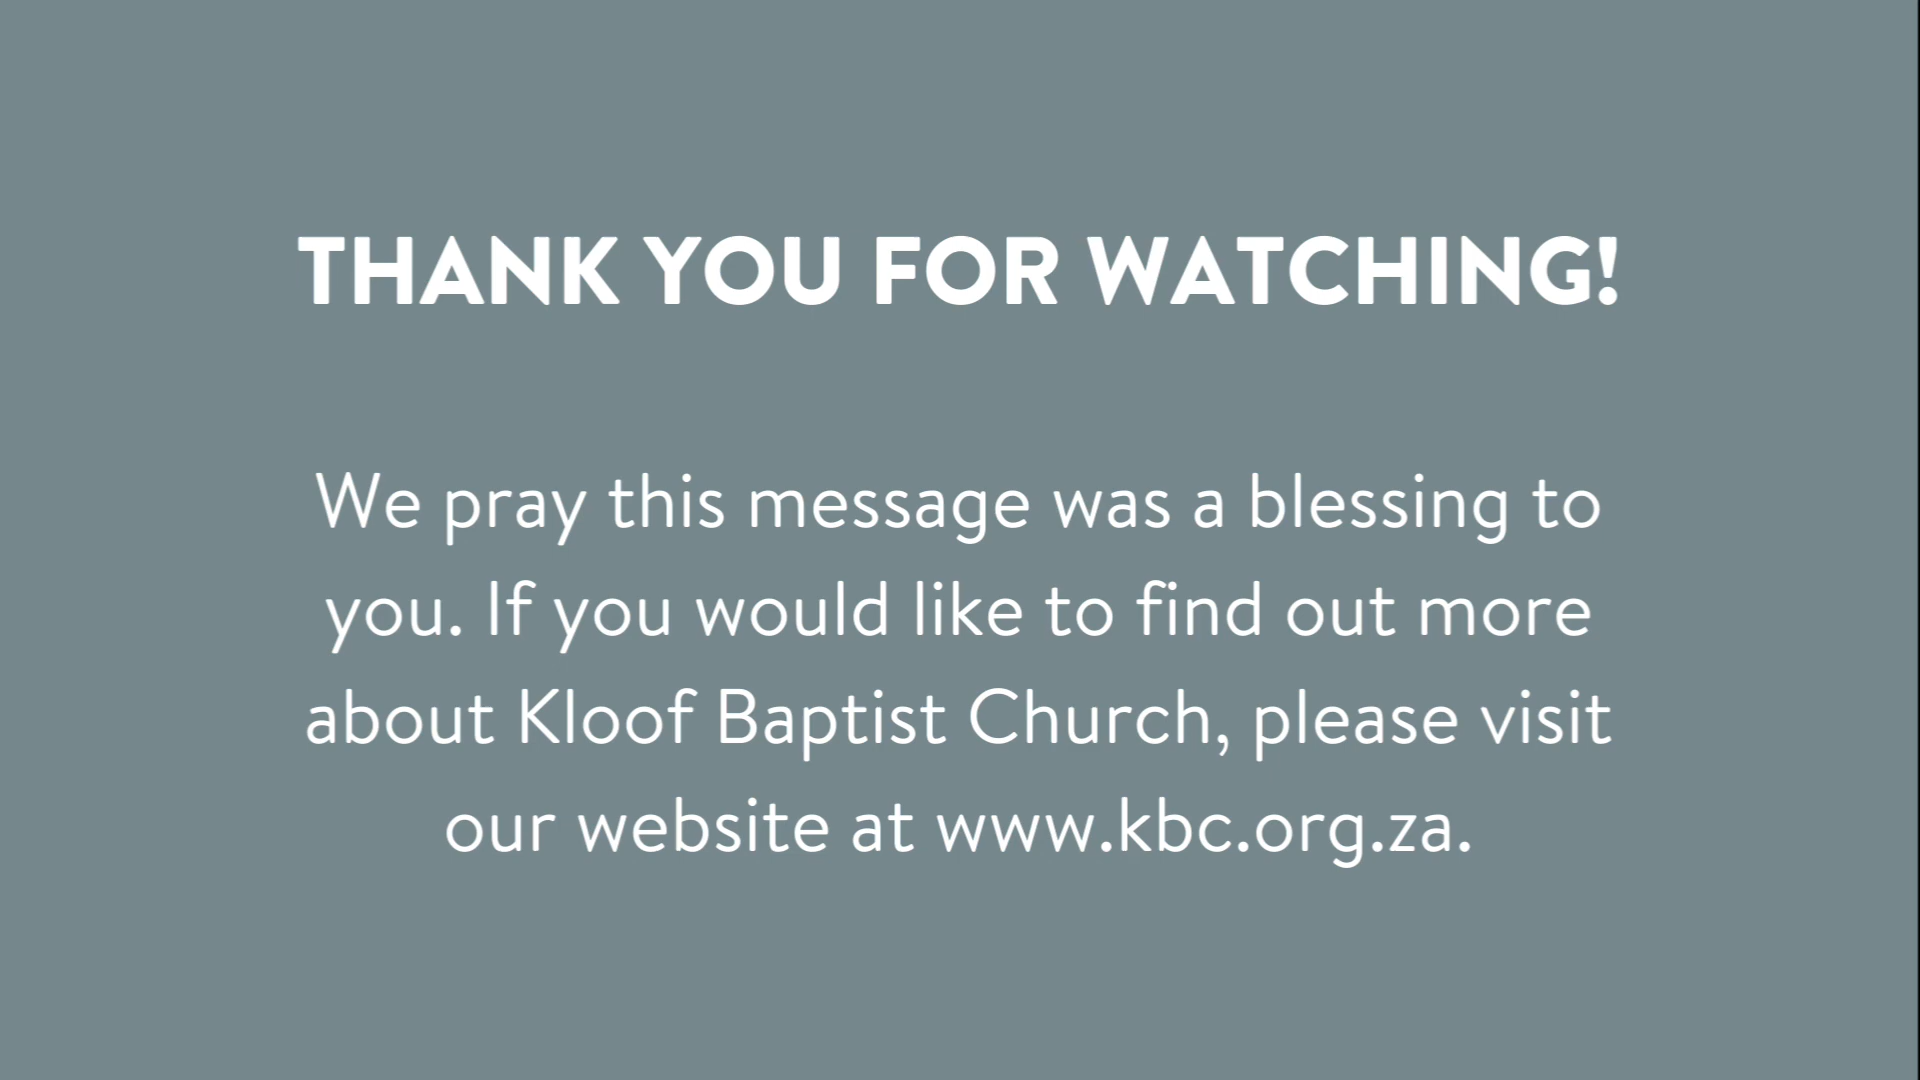 THANK YOU FOR WATCHING!
We pray this message was a blessing to
you. If you would like to find out more
about Kloof Baptist Church, please visit
our website at www.kbc.org.za.